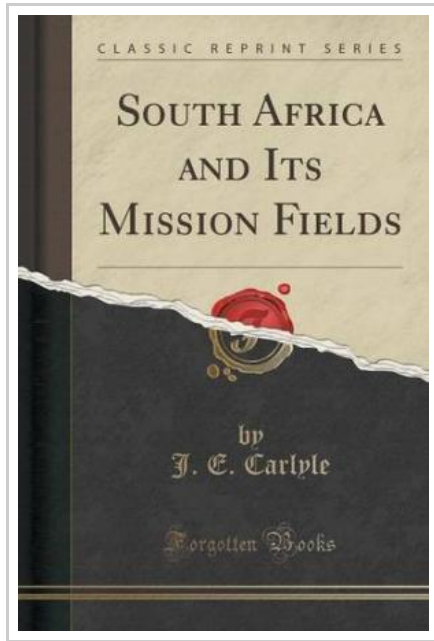 CLASSIC REPRINT SERIES
SOUTH AFRICA
AND ITS
MISSION FIELDS
by
J. E. Carlyle
Forgotten Books